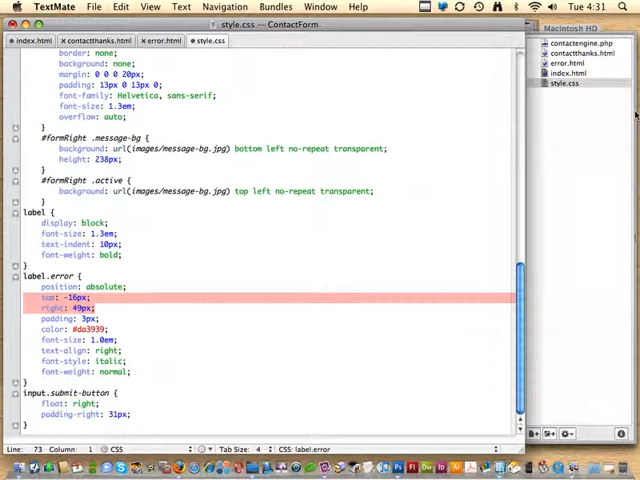 TextMate File Edit View Text Navigation Bundles Window Help Tue 4:31
style.css — ContactForm
Macintosh HD
index.html contactthanks.html error.html style.css
contactengine.php
contactthanks.html
error.html
index.html
style.css
border: none;
background: none;
margin: 0 0 0 20px;
padding: 13px 0 13px 0;
font-family: Helvetica, sans-serif;
font-size: 1.3em;
overflow: auto;
}
#formRight .message-bg {
background: url(images/message-bg.jpg) bottom left no-repeat transparent;
height: 238px;
}
#formRight .active {
background: url(images/message-bg.jpg) top left no-repeat transparent;
}
label {
display: block;
font-size: 1.3em;
text-indent: 10px;
font-weight: bold;
}
label.error {
position: absolute;
top: -16px;
right: 49px;
padding: 3px;
color: #da3939;
font-size: 1.0em;
text-align: right;
font-style: italic;
font-weight: normal;
}
input.submit-button {
float: right;
padding-right: 31px;
}
Line: 73 Column: 1 CSS Tab Size: 4 CSS: label.error